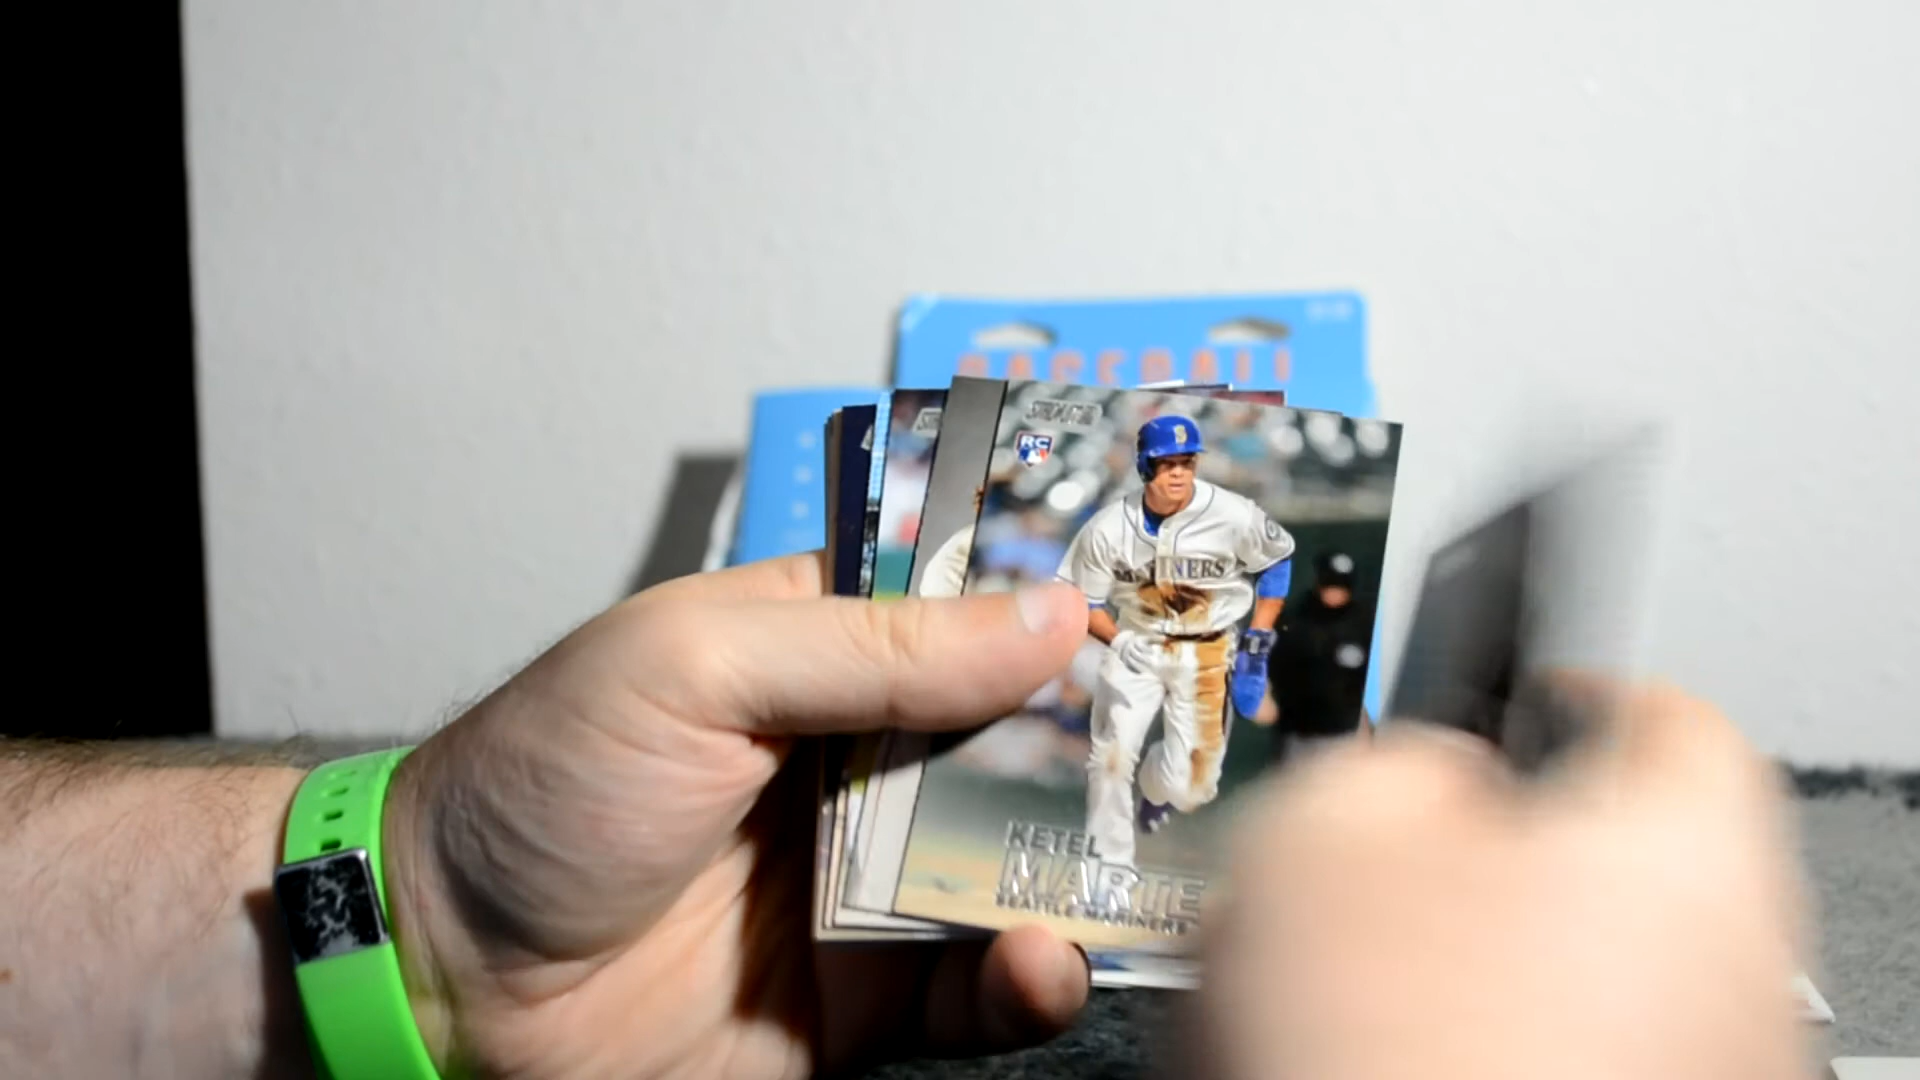 BASEBALL
STADIUM CLUB
RC
S
MARINERS
KETEL
MARTE
SEATTLE MARINERS